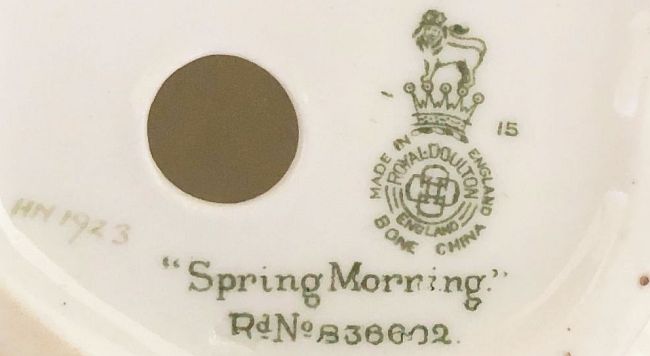 15
MADE IN ENGLAND
ROYAL DOULTON
ENGLAND
BONE CHINA
HN 1923
"Spring Morning."
RdNo 836602.